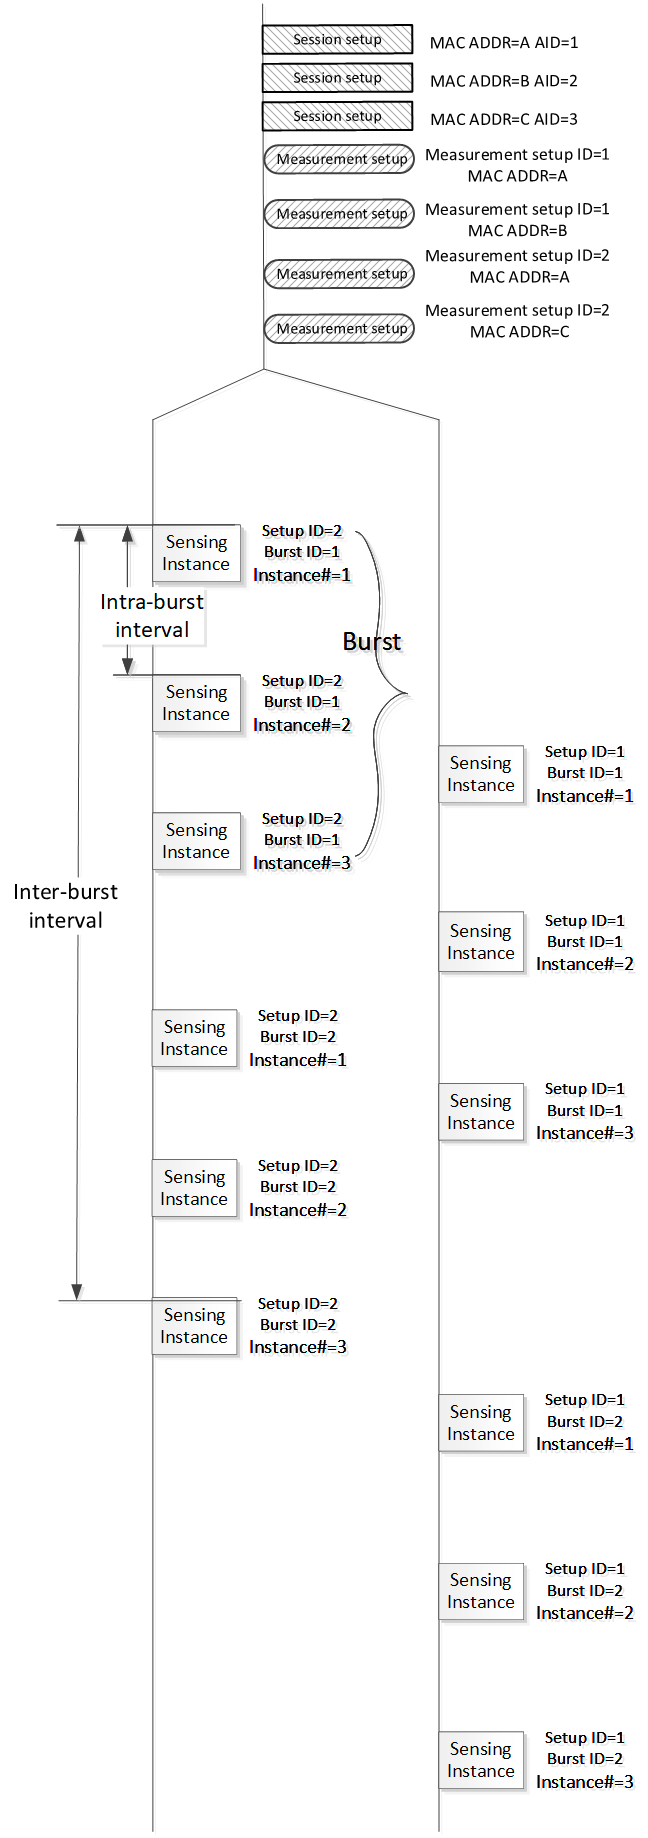 Session setup MAC ADDR=A AID=1
Session setup MAC ADDR=B AID=2
Session setup MAC ADDR=C AID=3
Measurement setup
Measurement setup ID=1
MAC ADDR=A
Measurement setup
Measurement setup ID=1
MAC ADDR=B
Measurement setup
Measurement setup ID=2
MAC ADDR=A
Measurement setup
Measurement setup ID=2
MAC ADDR=C
Sensing
Instance
Setup ID=2
Burst ID=1
Instance#=1
Intra-burst
interval
Burst
Sensing
Instance
Setup ID=2
Burst ID=1
Instance#=2
Sensing
Instance
Setup ID=1
Burst ID=1
Instance#=1
Sensing
Instance
Setup ID=2
Burst ID=1
Instance#=3
Inter-burst
interval
Sensing
Instance
Setup ID=1
Burst ID=1
Instance#=2
Sensing
Instance
Setup ID=2
Burst ID=2
Instance#=1
Sensing
Instance
Setup ID=1
Burst ID=1
Instance#=3
Sensing
Instance
Setup ID=2
Burst ID=2
Instance#=2
Sensing
Instance
Setup ID=2
Burst ID=2
Instance#=3
Sensing
Instance
Setup ID=1
Burst ID=2
Instance#=1
Sensing
Instance
Setup ID=1
Burst ID=2
Instance#=2
Sensing
Instance
Setup ID=1
Burst ID=2
Instance#=3